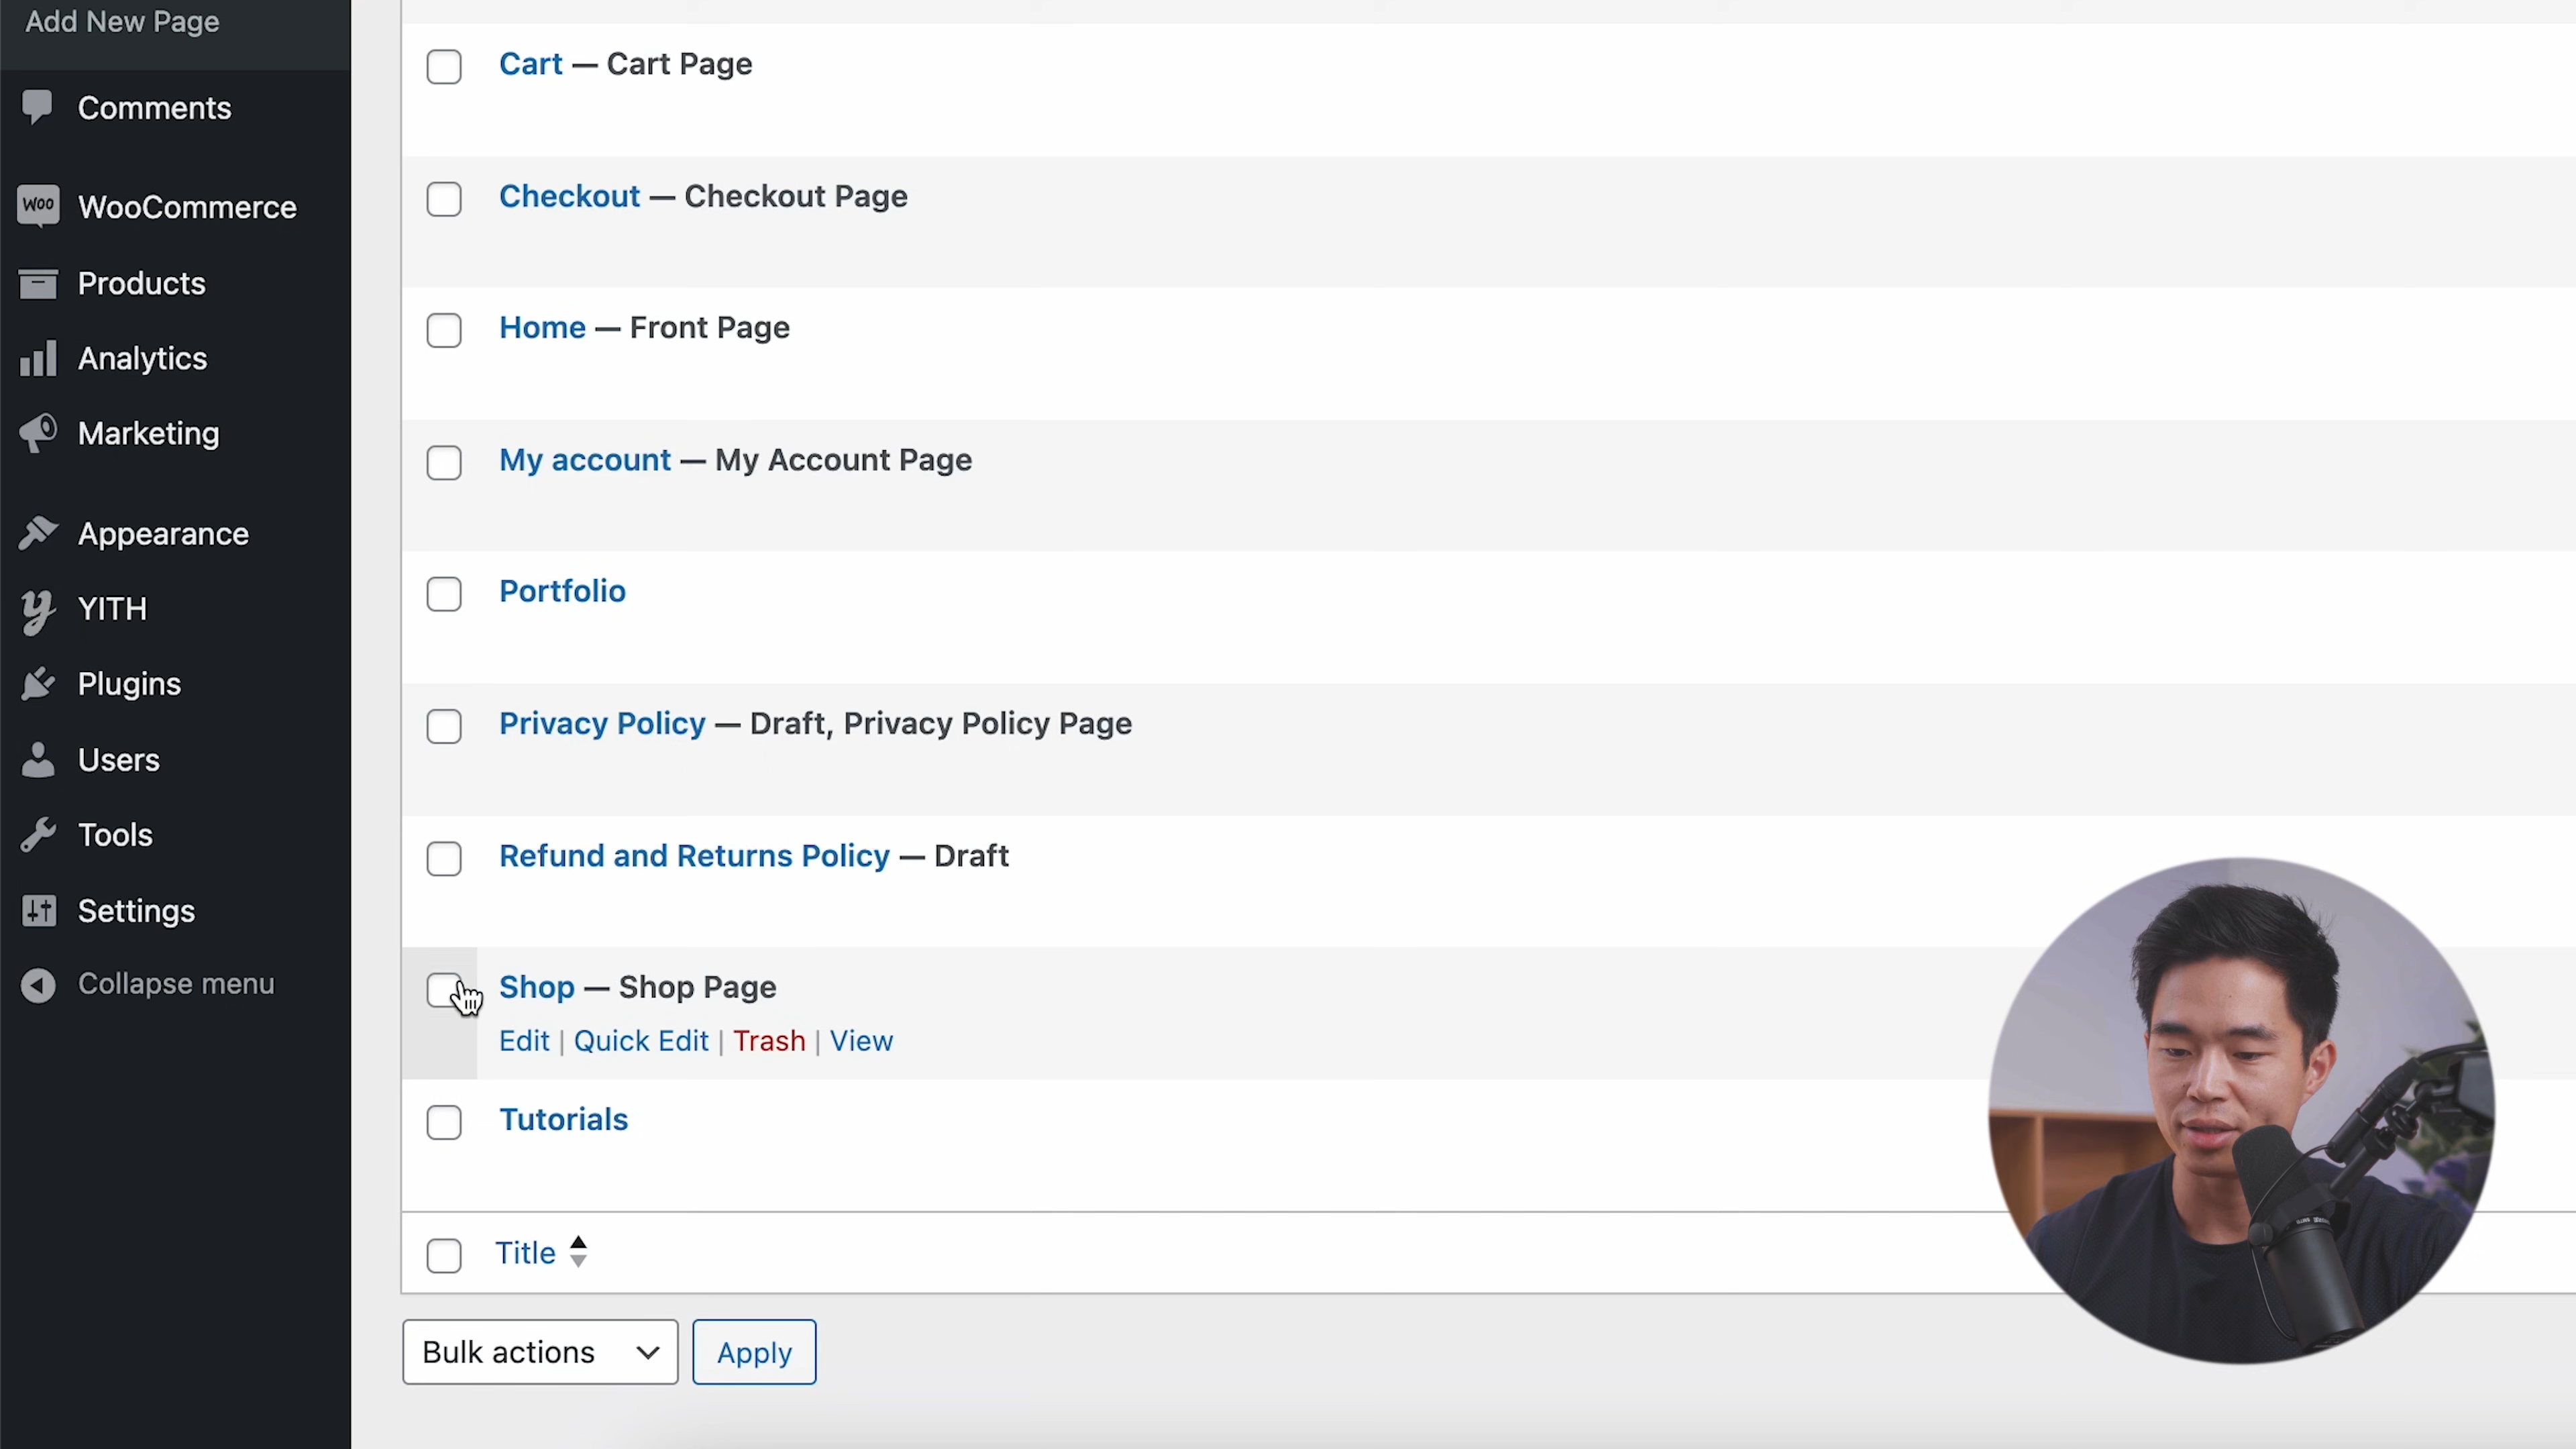 Add New Page
Comments
WOO WooCommerce
Products
Analytics
Marketing
Appearance
YITH
Plugins
Users
Tools
Settings
Collapse menu
Cart — Cart Page
Checkout — Checkout Page
Home — Front Page
My account — My Account Page
Portfolio
Privacy Policy — Draft, Privacy Policy Page
Refund and Returns Policy — Draft
Shop — Shop Page
Edit | Quick Edit | Trash | View
Tutorials
Title
Bulk actions
Apply